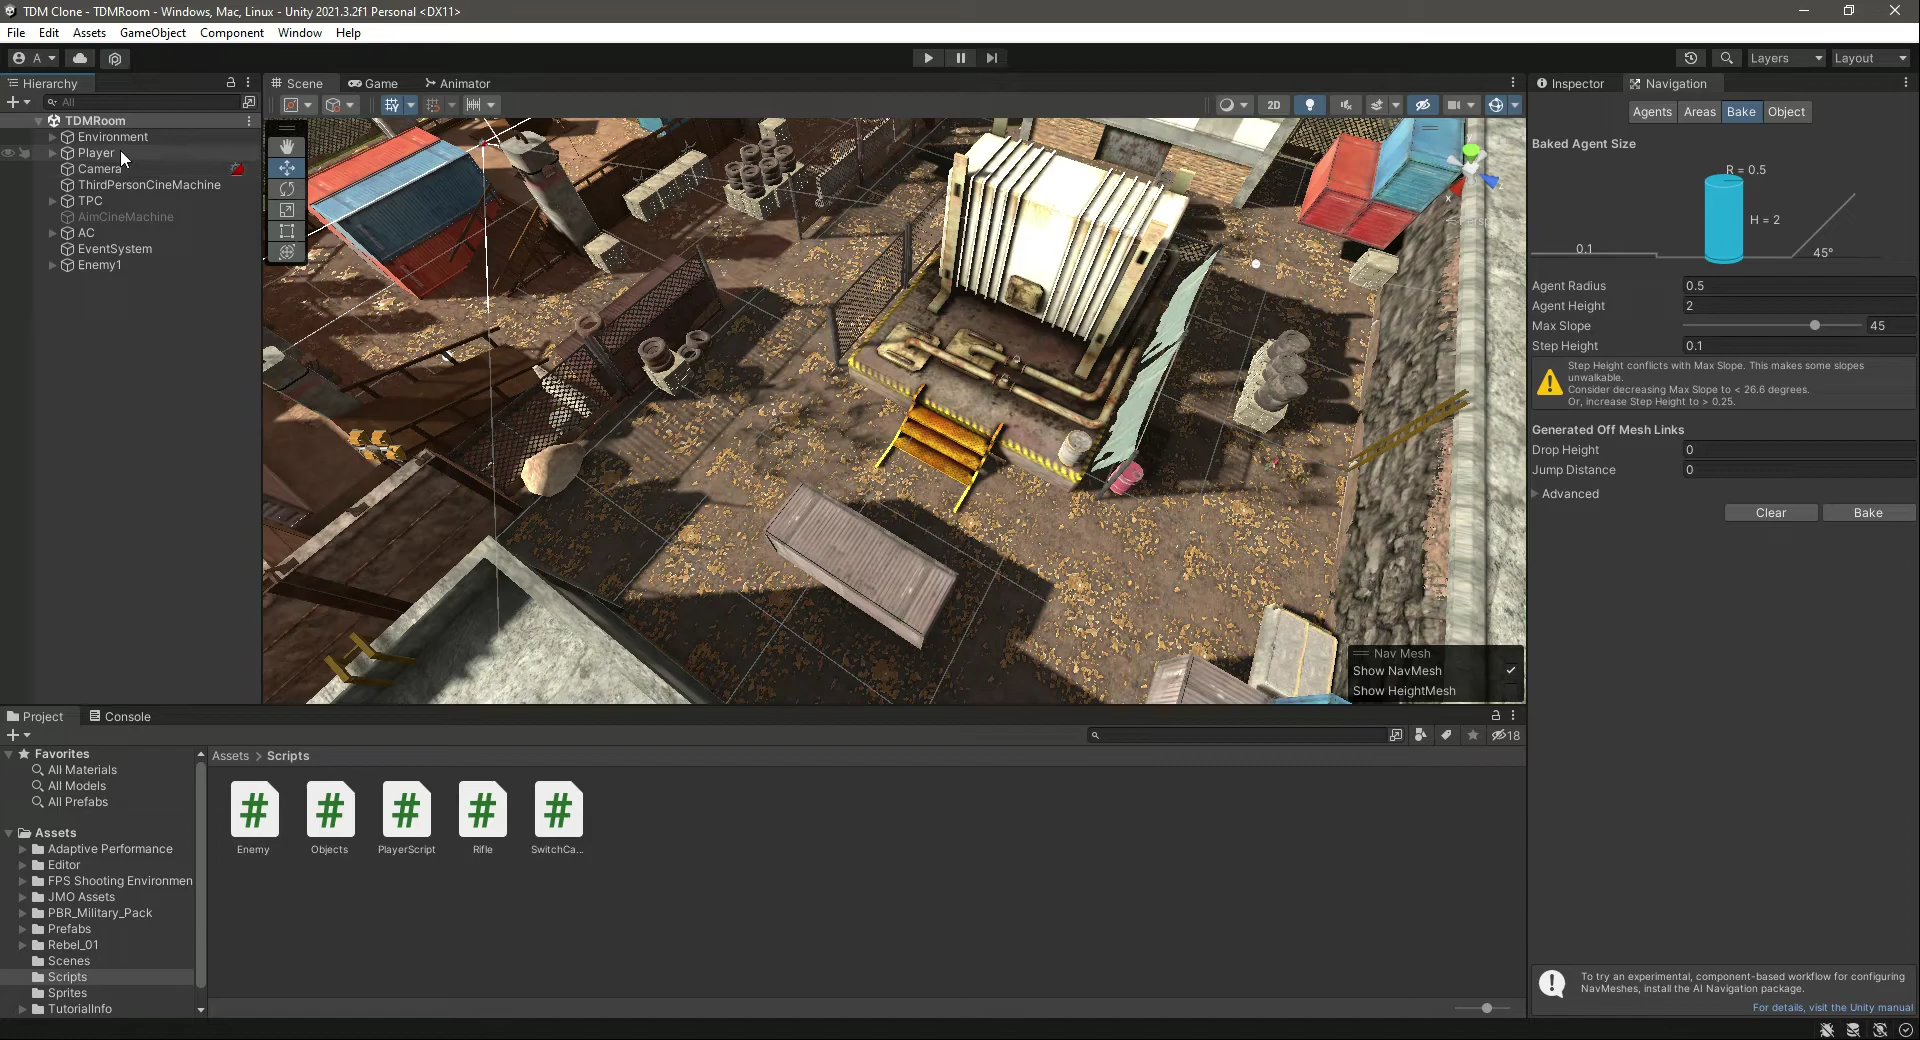 TDM Clone - TDMRoom - Windows, Mac, Linux - Unity 2021.3.2f1 Personal <DX11>
File Edit Assets GameObject Component Window Help
A Layers Layout
Hierarchy Scene Game Animator Inspector Navigation
All 2D
Agents Areas Bake Object
TDMRoom
Environment
Player
Camera
ThirdPersonCineMachine
TPC
AimCineMachine
AC
EventSystem
Enemy1
Nav Mesh
Show NavMesh
Show HeightMesh
Baked Agent Size
R = 0.5
H = 2
0.1
45°
Agent Radius 0.5
Agent Height 2
Max Slope 45
Step Height 0.1
Step Height conflicts with Max Slope. This makes some slopes
unwalkable.
Consider decreasing Max Slope to < 26.6 degrees.
Or, increase Step Height to > 0.25.
Generated Off Mesh Links
Drop Height 0
Jump Distance 0
Advanced
Clear Bake
Project Console
18
Favorites
All Materials
All Models
All Prefabs
Assets
Adaptive Performance
Editor
FPS Shooting Environmen
JMO Assets
PBR_Military_Pack
Prefabs
Rebel_01
Scenes
Scripts
Sprites
TutorialInfo
Assets > Scripts
Enemy Objects PlayerScript Rifle SwitchCa...
To try an experimental, component-based workflow for configuring
NavMeshes, install the AI Navigation package.
For details, visit the Unity manual